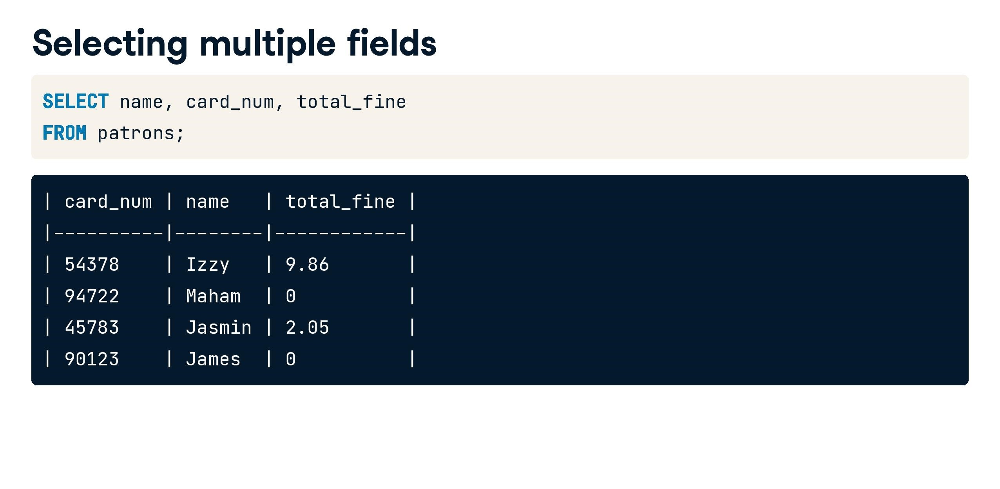 Selecting multiple fields
SELECT name, card_num, total_fine
FROM patrons;
| card_num | name   | total_fine |
|----------|--------|------------|
| 54378    | Izzy   | 9.86       |
| 94722    | Maham  | 0          |
| 45783    | Jasmin | 2.05       |
| 90123    | James  | 0          |